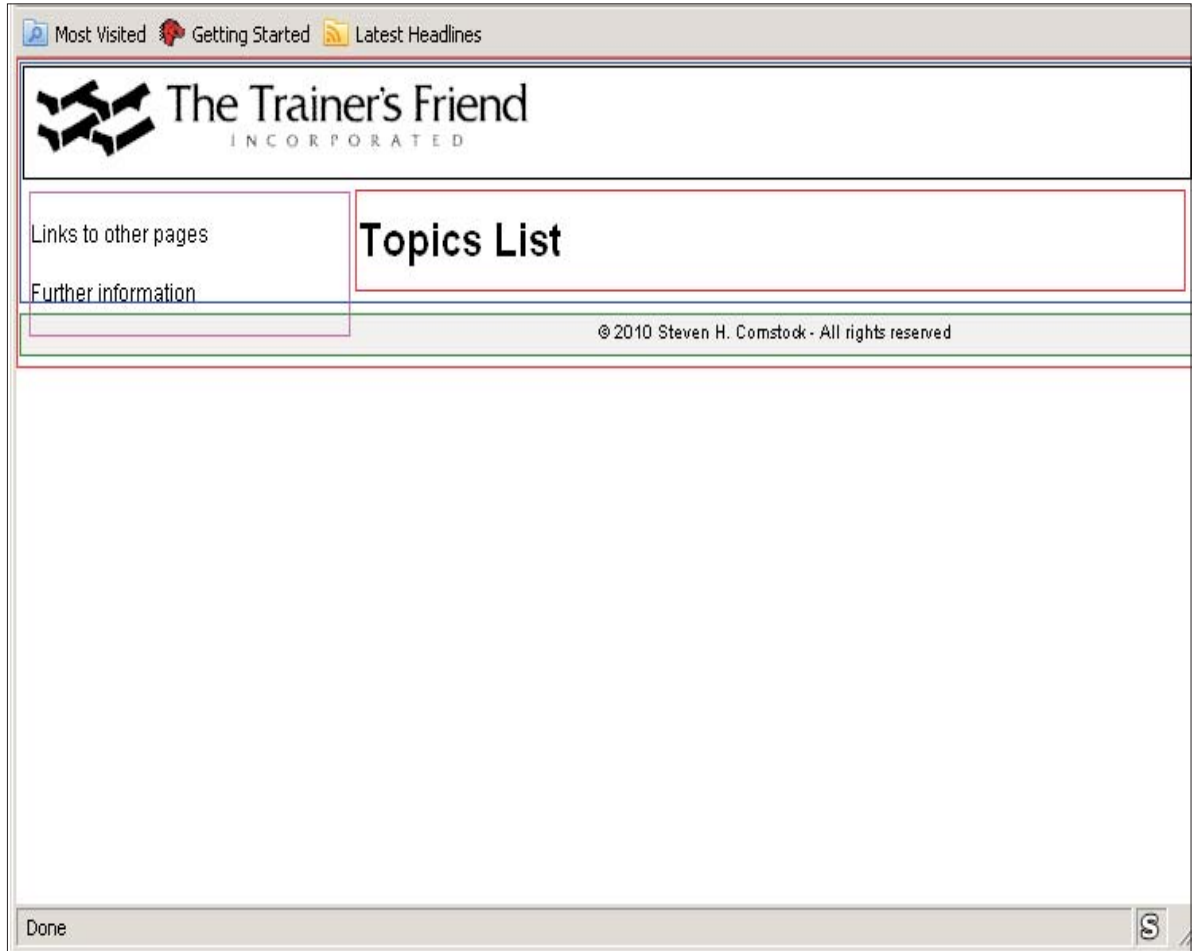 Most Visited Getting Started Latest Headlines
The Trainer's Friend
INCORPORATED
Links to other pages
Topics List
Further information
© 2010 Steven H. Comstock - All rights reserved
Done
S